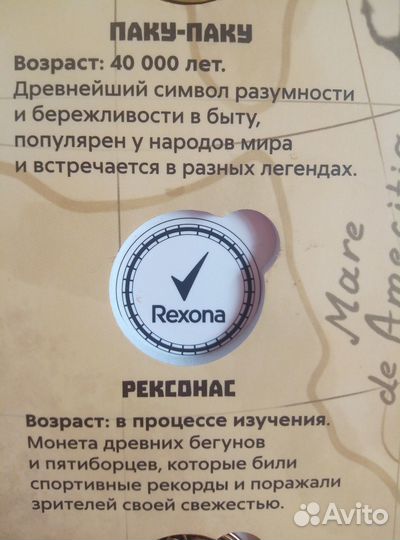 ПАКУ-ПАКУ
Возраст: 40 000 лет.
Древнейший символ разумности
и бережливости в быту,
популярен у народов мира
и встречается в разных легендах.
Rexona
Mare
de Amecitia
РЕКСОНАС
Возраст: в процессе изучения.
Монета древних бегунов
и пятиборцев, которые били
спортивные рекорды и поражали
зрителей своей свежестью.
Avito